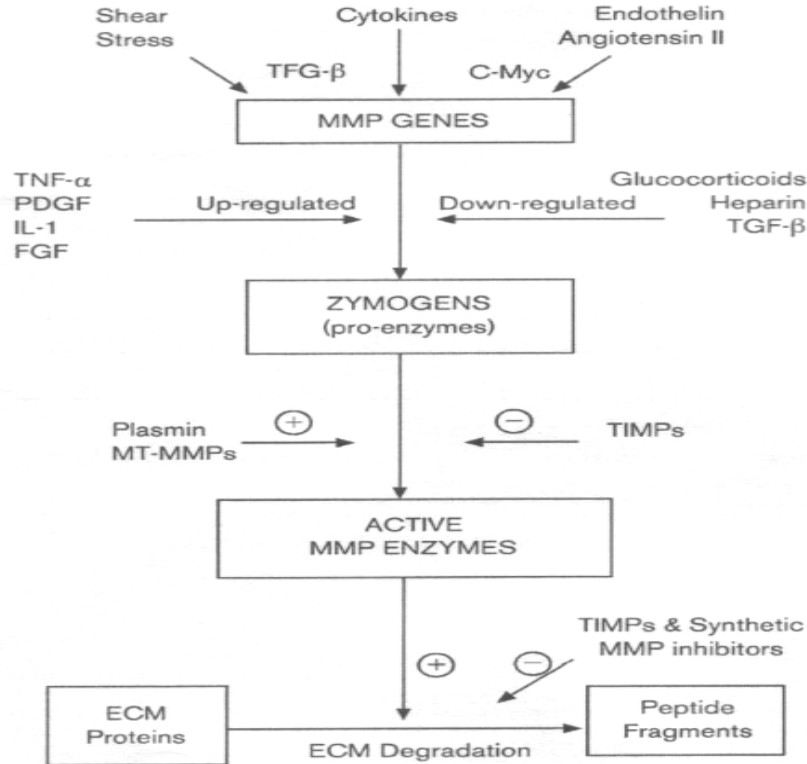 Shear
Stress
Cytokines
Endothelin
Angiotensin II
TFG-β
C-Myc
MMP GENES
TNF-α
PDGF
IL-1
FGF
Up-regulated
Down-regulated
Glucocorticoids
Heparin
TGF-β
ZYMOGENS
(pro-enzymes)
Plasmin
MT-MMPs
+
−
TIMPs
ACTIVE
MMP ENZYMES
+
−
TIMPs & Synthetic
MMP inhibitors
ECM
Proteins
ECM Degradation
Peptide
Fragments